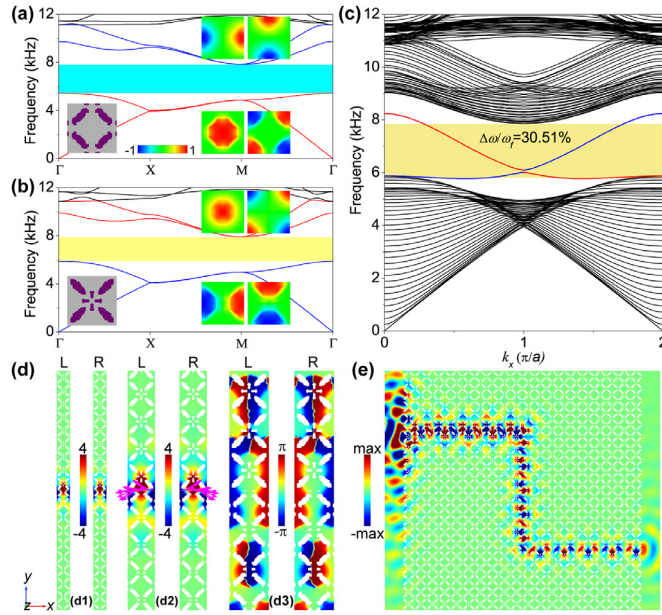 (a)
Frequency (kHz)
12
8
4
0
-1
1
Γ
X
M
Γ
(b)
Frequency (kHz)
12
8
4
0
Γ
X
M
Γ
(c)
Frequency (kHz)
12
10
8
6
4
2
0
Δω/ωf=30.51%
0
1
2
kx (π/a)
(d)
L
R
L
R
L
R
4
-4
4
-4
π
-π
y
z
x
(d1)
(d2)
(d3)
(e)
max
-max